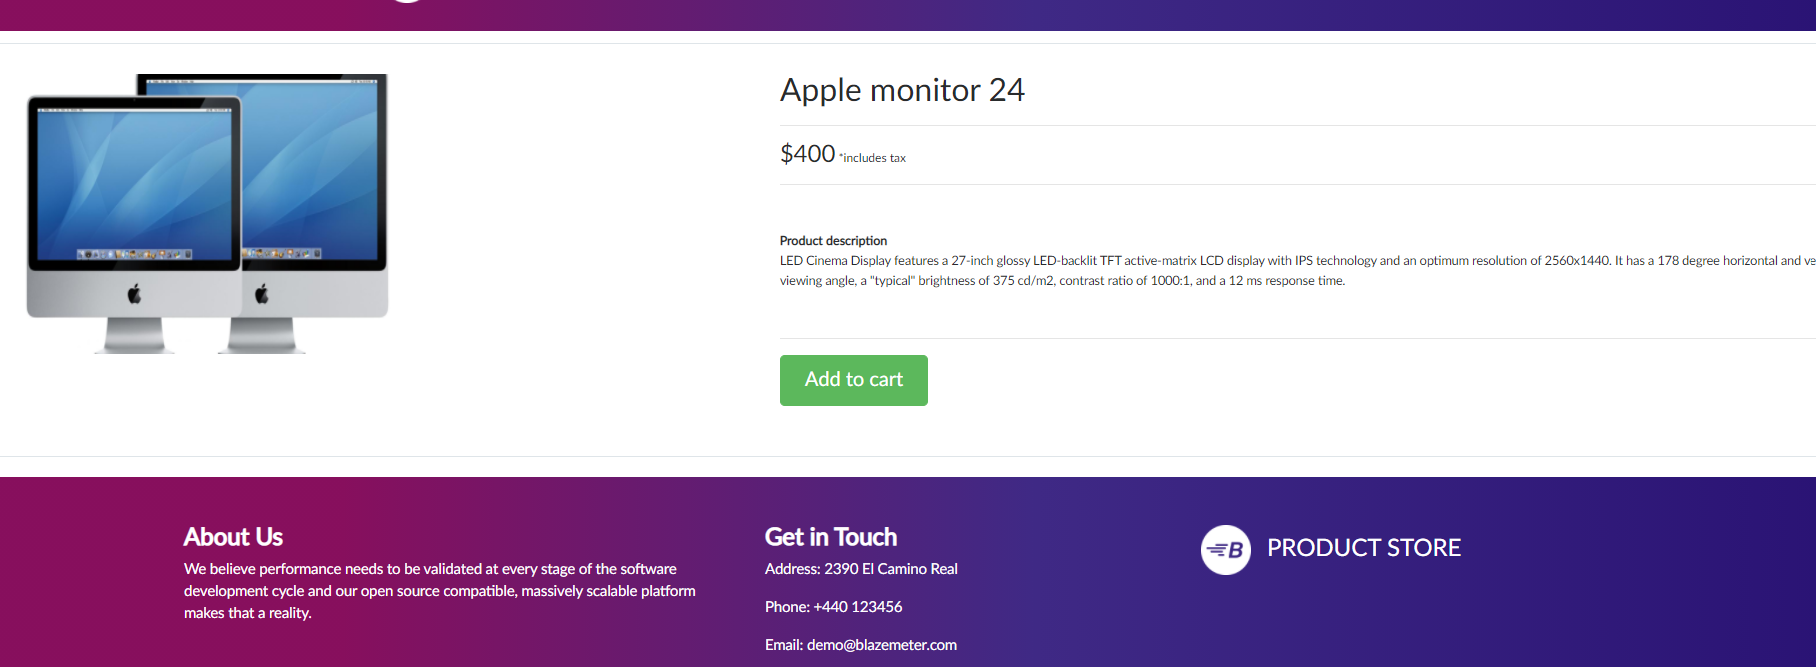 Apple monitor 24
$400 *includes tax
Product description
LED Cinema Display features a 27-inch glossy LED-backlit TFT active-matrix LCD display with IPS technology and an optimum resolution of 2560x1440. It has a 178 degree horizontal and ve
viewing angle, a "typical" brightness of 375 cd/m2, contrast ratio of 1000:1, and a 12 ms response time.
Add to cart
About Us
We believe performance needs to be validated at every stage of the software
development cycle and our open source compatible, massively scalable platform
makes that a reality.
Get in Touch
Address: 2390 El Camino Real
Phone: +440 123456
Email: demo@blazemeter.com
B PRODUCT STORE